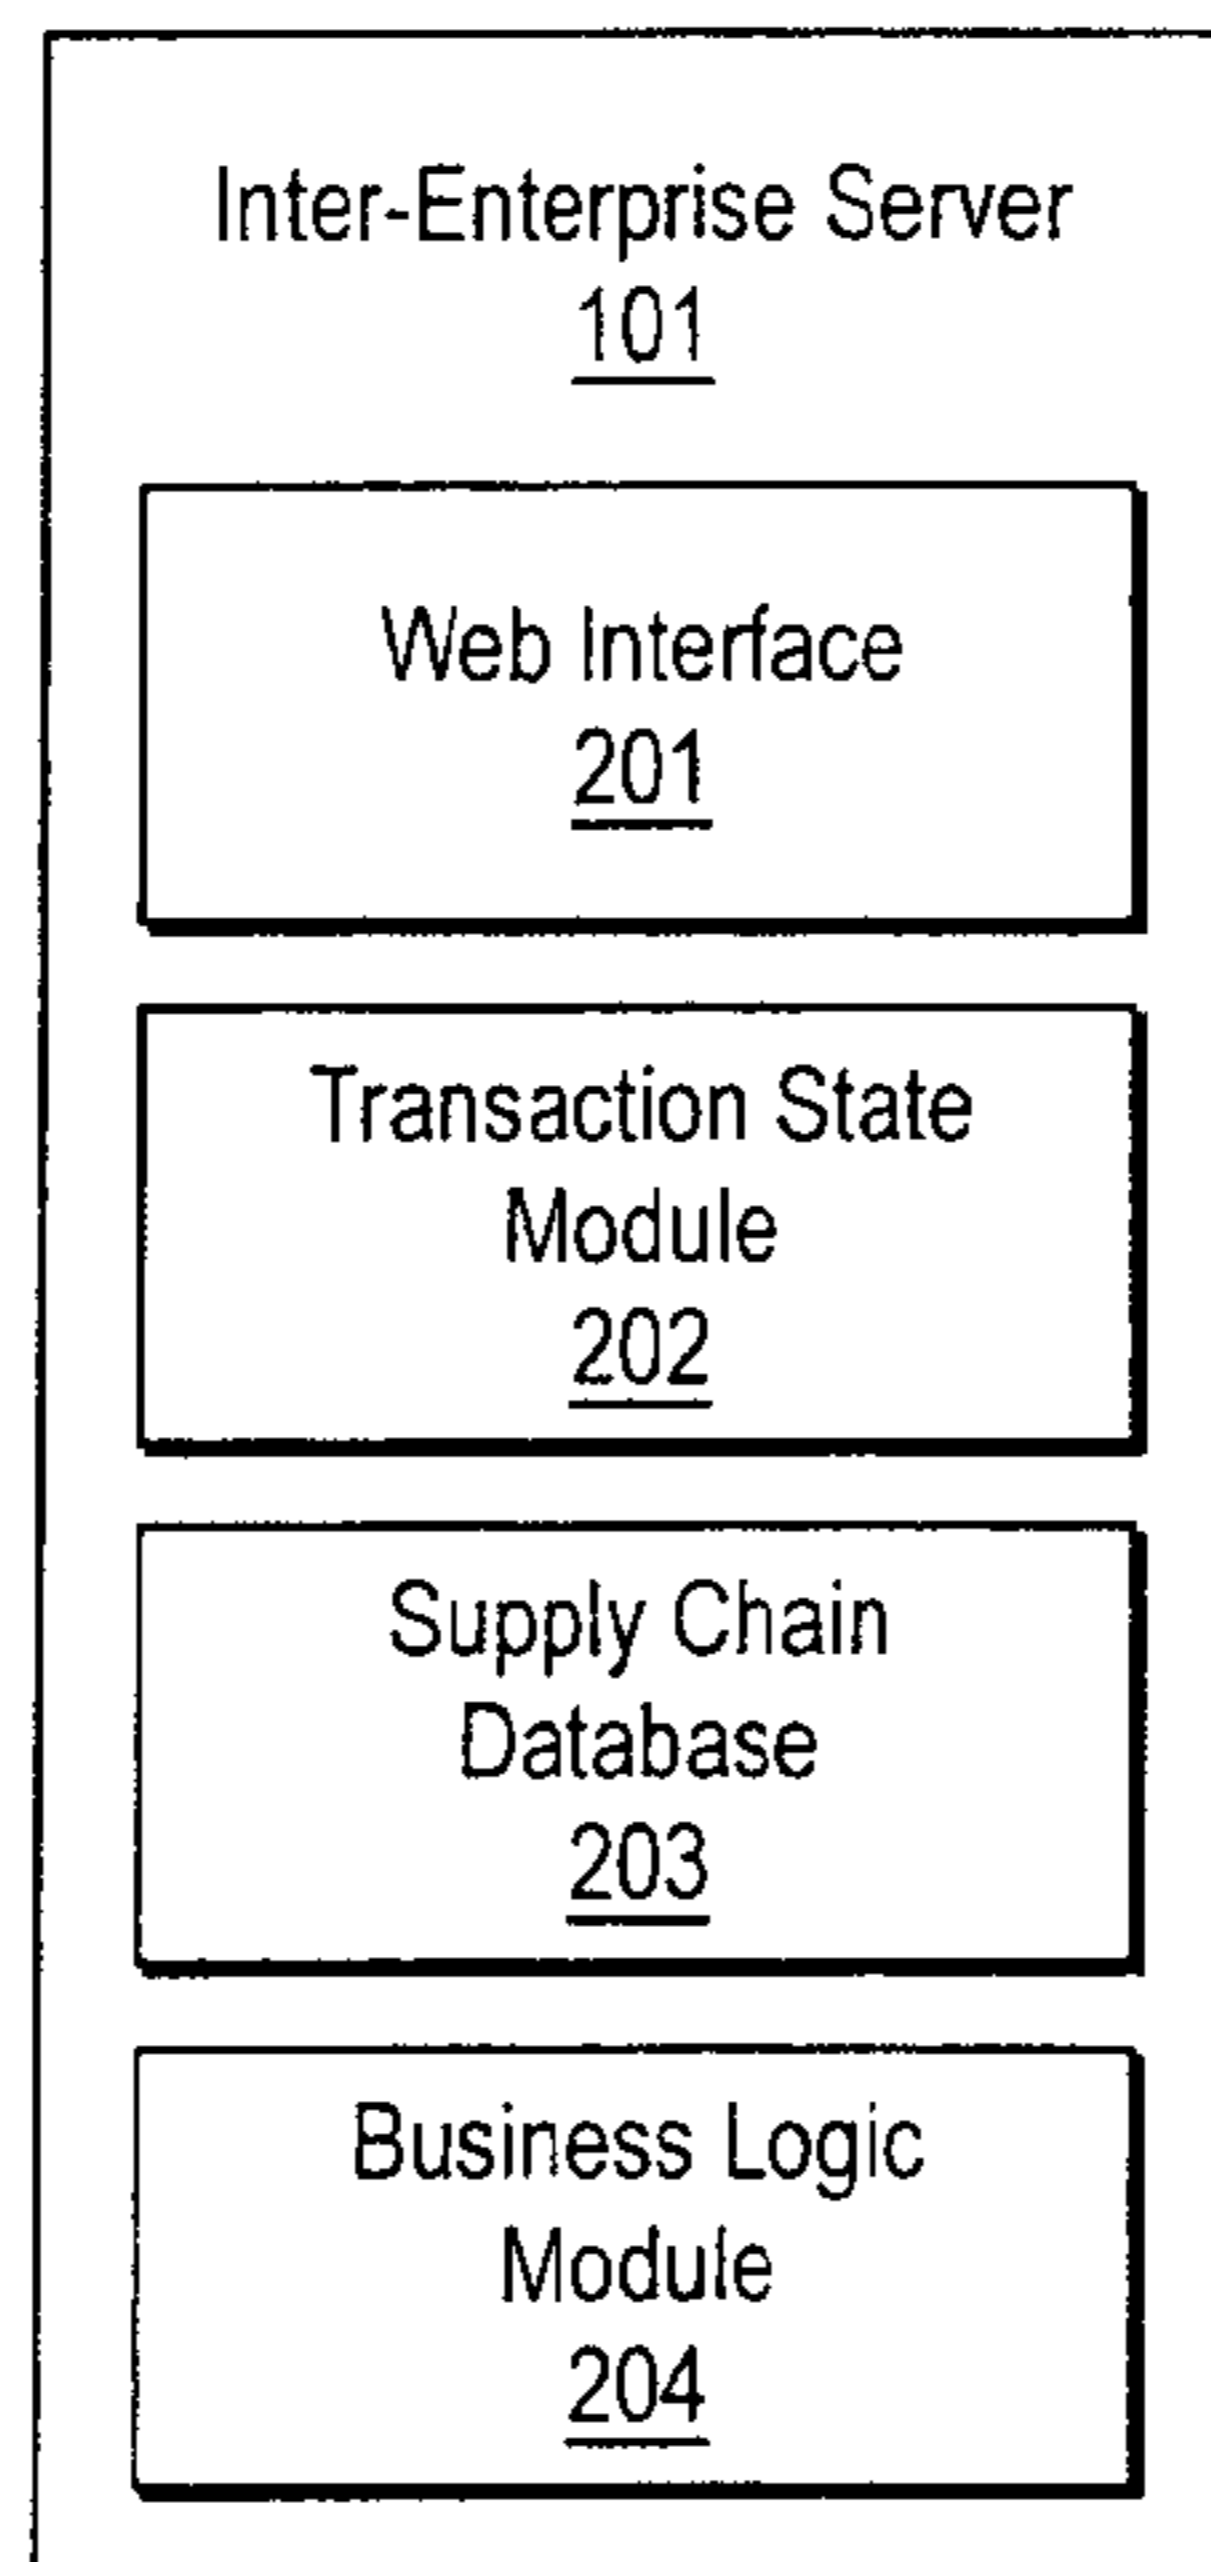 Inter-Enterprise Server
101
Web Interface
201
Transaction State
Module
202
Supply Chain
Database
203
Business Logic
Module
204